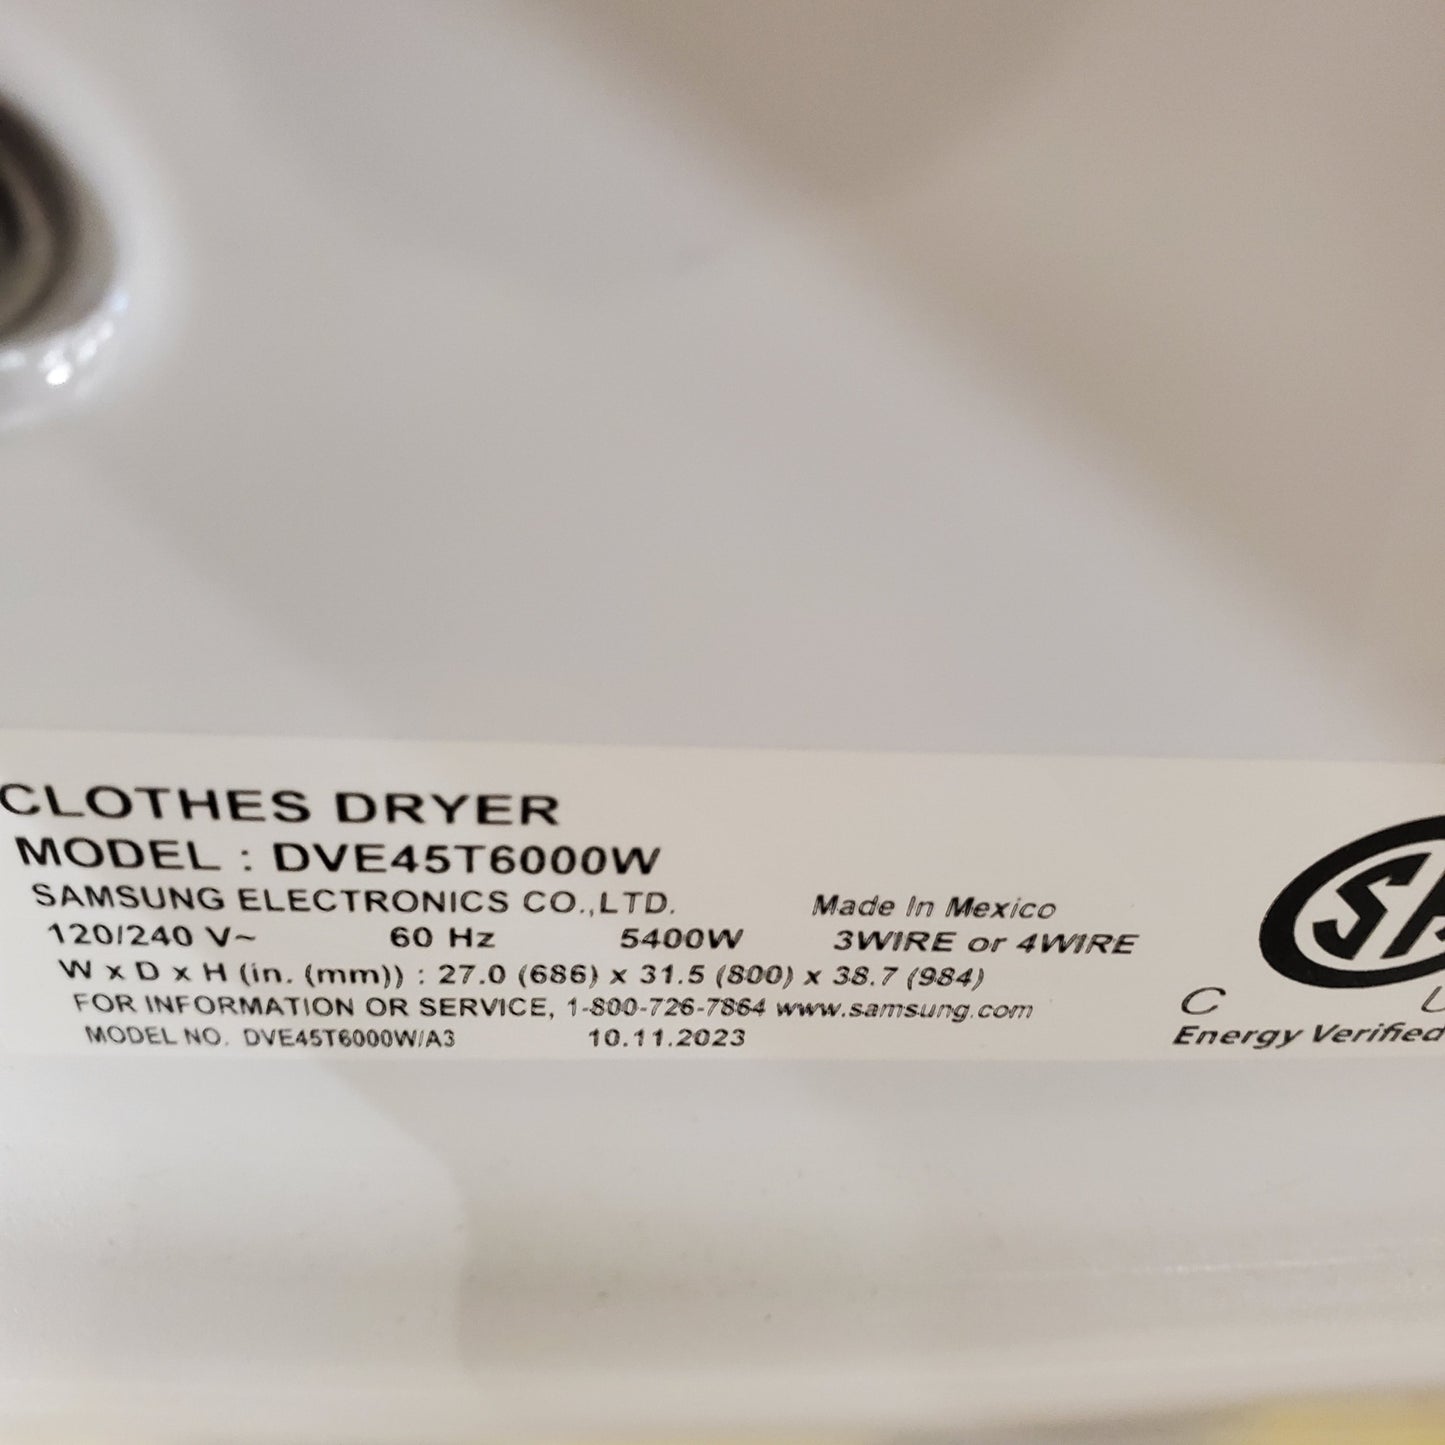 CLOTHES DRYER
MODEL : DVE45T6000W
SAMSUNG ELECTRONICS CO.,LTD. Made In Mexico
120/240 V~ 60 Hz 5400W 3WIRE or 4WIRE
W x D x H (in. (mm)) : 27.0 (686) x 31.5 (800) x 38.7 (984)
FOR INFORMATION OR SERVICE, 1-800-726-7864 www.samsung.com
MODEL NO. DVE45T6000W/A3 10.11.2023
SA
C U
Energy Verified